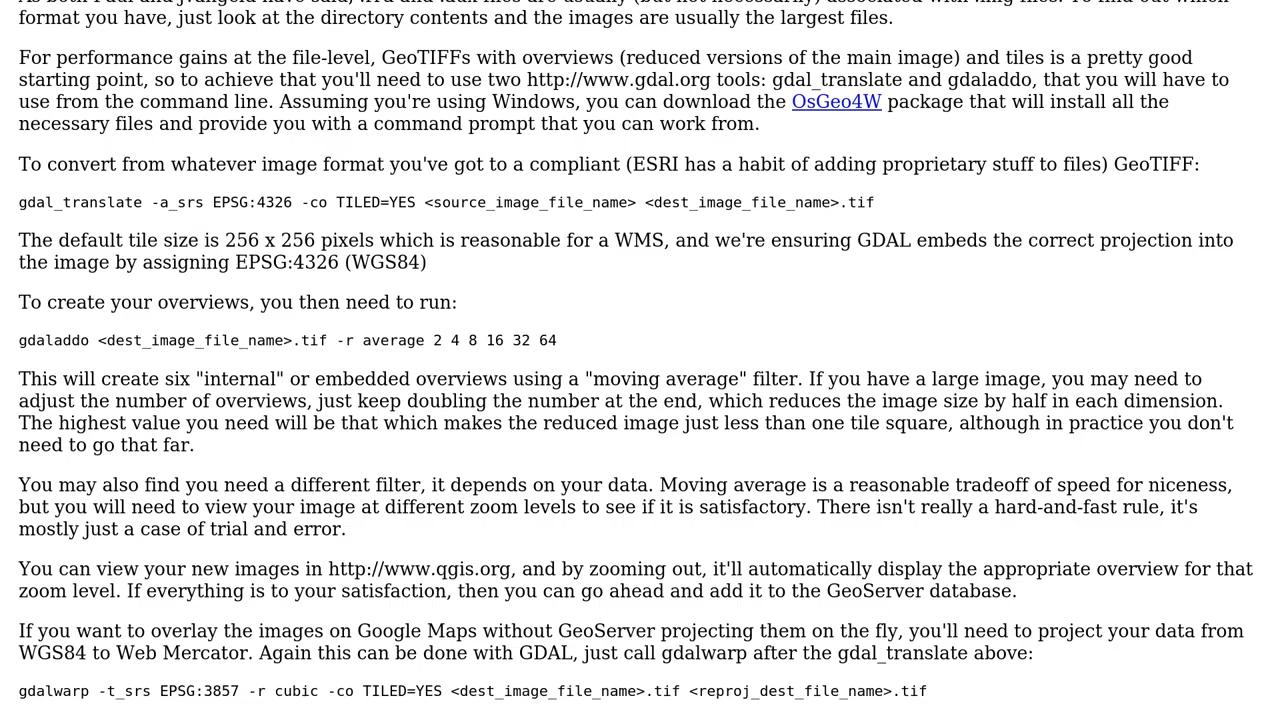 format you have, just look at the directory contents and the images are usually the largest files.
For performance gains at the file-level, GeoTIFFs with overviews (reduced versions of the main image) and tiles is a pretty good
starting point, so to achieve that you'll need to use two http://www.gdal.org tools: gdal_translate and gdaladdo, that you will have to
use from the command line. Assuming you're using Windows, you can download the OsGeo4W package that will install all the
necessary files and provide you with a command prompt that you can work from.
To convert from whatever image format you've got to a compliant (ESRI has a habit of adding proprietary stuff to files) GeoTIFF:
gdal_translate -a_srs EPSG:4326 -co TILED=YES <source_image_file_name> <dest_image_file_name>.tif
The default tile size is 256 x 256 pixels which is reasonable for a WMS, and we're ensuring GDAL embeds the correct projection into
the image by assigning EPSG:4326 (WGS84)
To create your overviews, you then need to run:
gdaladdo <dest_image_file_name>.tif -r average 2 4 8 16 32 64
This will create six "internal" or embedded overviews using a "moving average" filter. If you have a large image, you may need to
adjust the number of overviews, just keep doubling the number at the end, which reduces the image size by half in each dimension.
The highest value you need will be that which makes the reduced image just less than one tile square, although in practice you don't
need to go that far.
You may also find you need a different filter, it depends on your data. Moving average is a reasonable tradeoff of speed for niceness,
but you will need to view your image at different zoom levels to see if it is satisfactory. There isn't really a hard-and-fast rule, it's
mostly just a case of trial and error.
You can view your new images in http://www.qgis.org, and by zooming out, it'll automatically display the appropriate overview for that
zoom level. If everything is to your satisfaction, then you can go ahead and add it to the GeoServer database.
If you want to overlay the images on Google Maps without GeoServer projecting them on the fly, you'll need to project your data from
WGS84 to Web Mercator. Again this can be done with GDAL, just call gdalwarp after the gdal_translate above:
gdalwarp -t_srs EPSG:3857 -r cubic -co TILED=YES <dest_image_file_name>.tif <reproj_dest_file_name>.tif